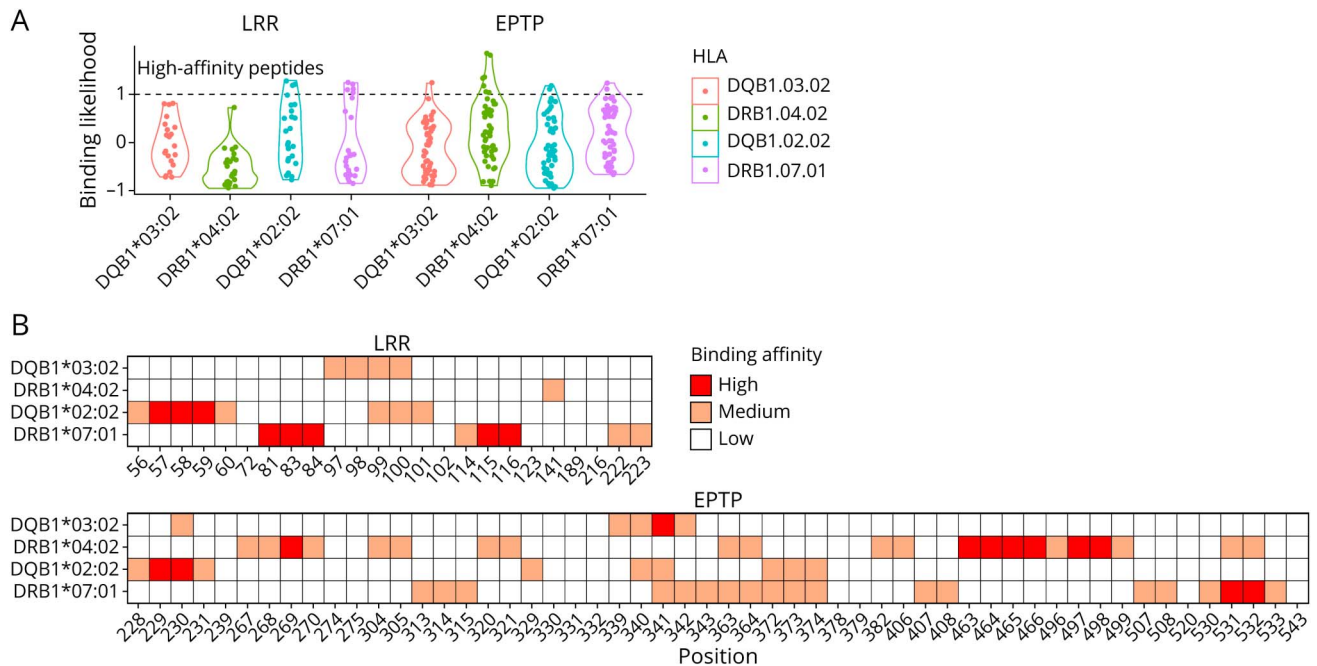 A
LRR
EPTP
Binding likelihood
High-affinity peptides
1
0
−1
DQB1*03:02
DRB1*04:02
DQB1*02:02
DRB1*07:01
DQB1*03:02
DRB1*04:02
DQB1*02:02
DRB1*07:01
HLA
DQB1.03.02
DRB1.04.02
DQB1.02.02
DRB1.07.01
B
LRR
DQB1*03:02
DRB1*04:02
DQB1*02:02
DRB1*07:01
56 57 58 59 60 72 81 83 84 97 98 99 100 101 102 114 115 116 123 141 189 216 222 223
Binding affinity
High
Medium
Low
EPTP
DQB1*03:02
DRB1*04:02
DQB1*02:02
DRB1*07:01
228 229 230 231 239 267 268 269 270 274 275 304 305 313 314 315 320 321 329 330 331 332 339 340 341 342 343 363 364 372 373 374 378 379 382 406 407 408 463 464 465 466 496 497 498 499 507 508 520 530 531 532 533 543
Position